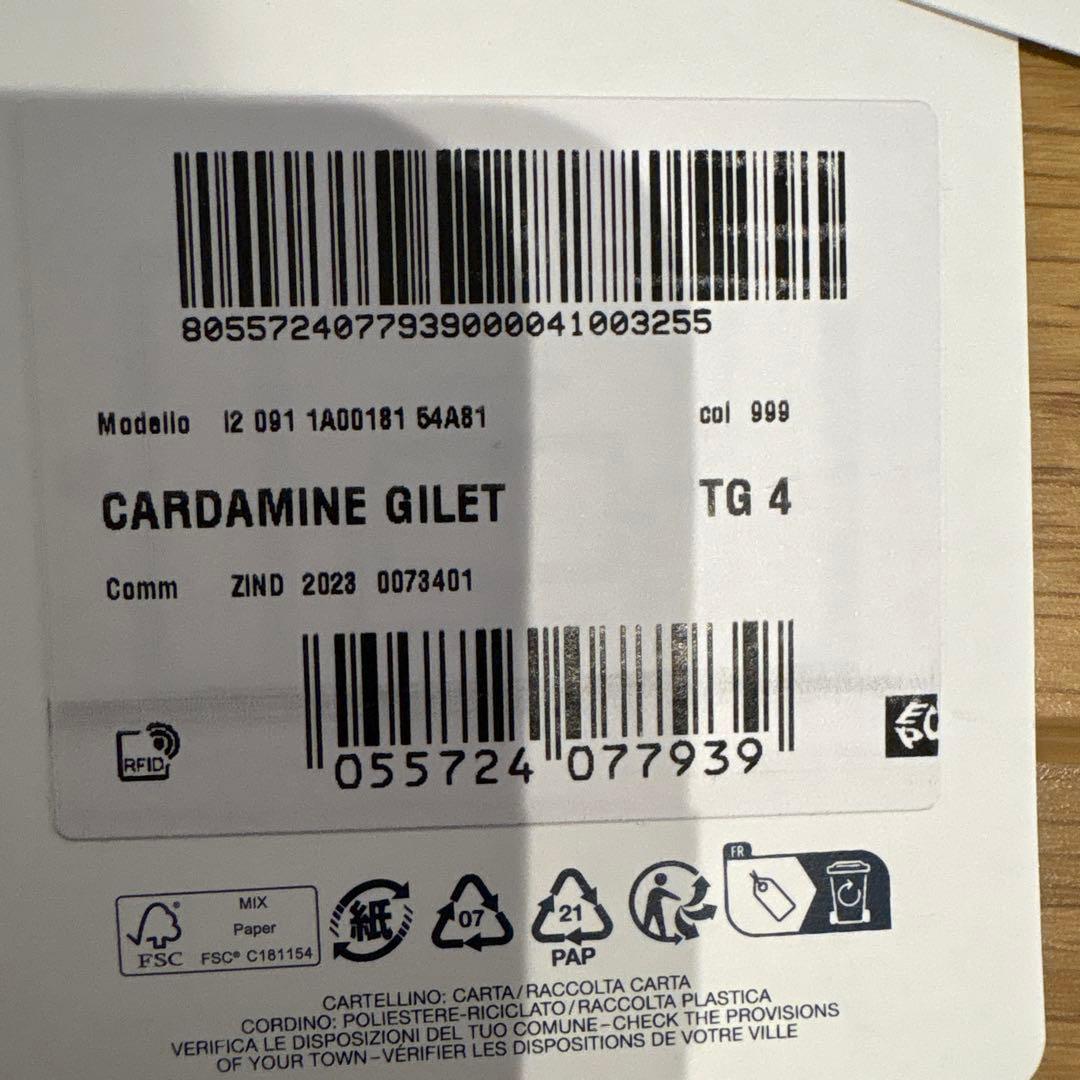 8055724077939000041003255
Modello I2 091 1A00181 54A81 col 999
CARDAMINE GILET TG 4
Comm ZIND 2023 0073401
RFID
055724 077939
EPC
FR
MIX
Paper
FSC
FSC® C181154
紙
07
21
PAP
CARTELLINO: CARTA/RACCOLTA CARTA
CORDINO: POLIESTERE-RICICLATO/RACCOLTA PLASTICA
VERIFICA LE DISPOSIZIONI DEL TUO COMUNE-CHECK THE PROVISIONS
OF YOUR TOWN-VÉRIFIER LES DISPOSITIONS DE VOTRE VILLE